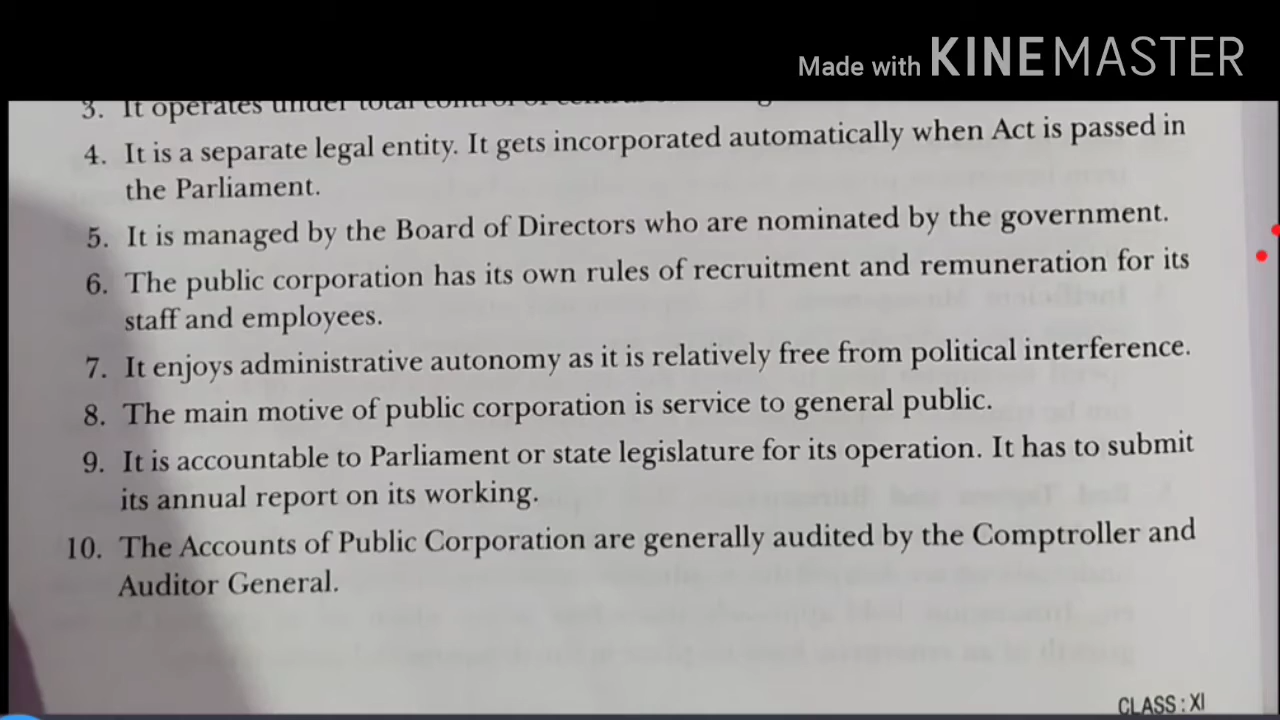 Made with KINEMASTER
3. It operates under total control of
4. It is a separate legal entity. It gets incorporated automatically when Act is passed in
the Parliament.
5. It is managed by the Board of Directors who are nominated by the government.
6. The public corporation has its own rules of recruitment and remuneration for its
staff and employees.
7. It enjoys administrative autonomy as it is relatively free from political interference.
8. The main motive of public corporation is service to general public.
9. It is accountable to Parliament or state legislature for its operation. It has to submit
its annual report on its working.
10. The Accounts of Public Corporation are generally audited by the Comptroller and
Auditor General.
CLASS : XI